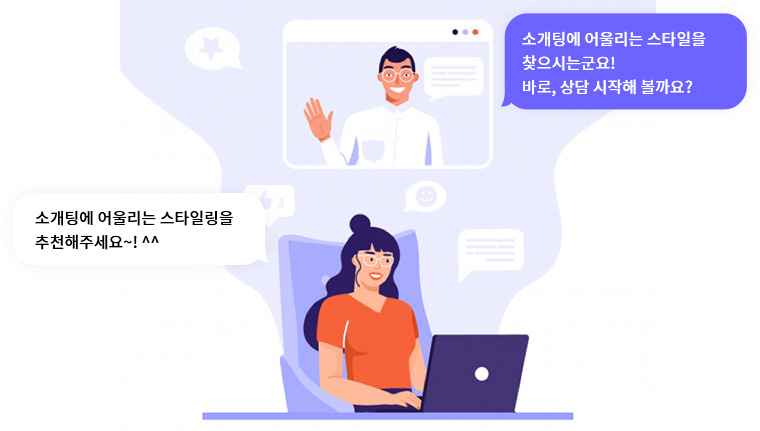 소개팅에 어울리는 스타일을
찾으시는군요!
바로, 상담 시작해 볼까요?
2
소개팅에 어울리는 스타일링을
추천해주세요~! ^^